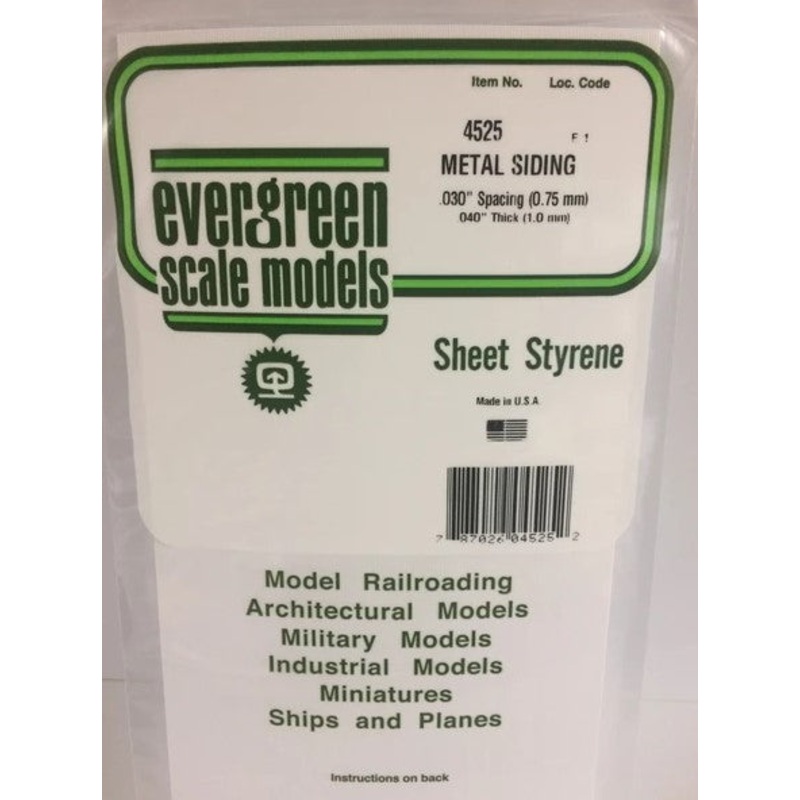 Item No. Loc. Code
4525 F 1
METAL SIDING
.030" Spacing (0.75 mm)
.040" Thick (1.0 mm)
evergreen
scale models
Sheet Styrene
Made in U.S.A.
7 87026 04525 2
Model Railroading
Architectural Models
Military Models
Industrial Models
Miniatures
Ships and Planes
Instructions on back